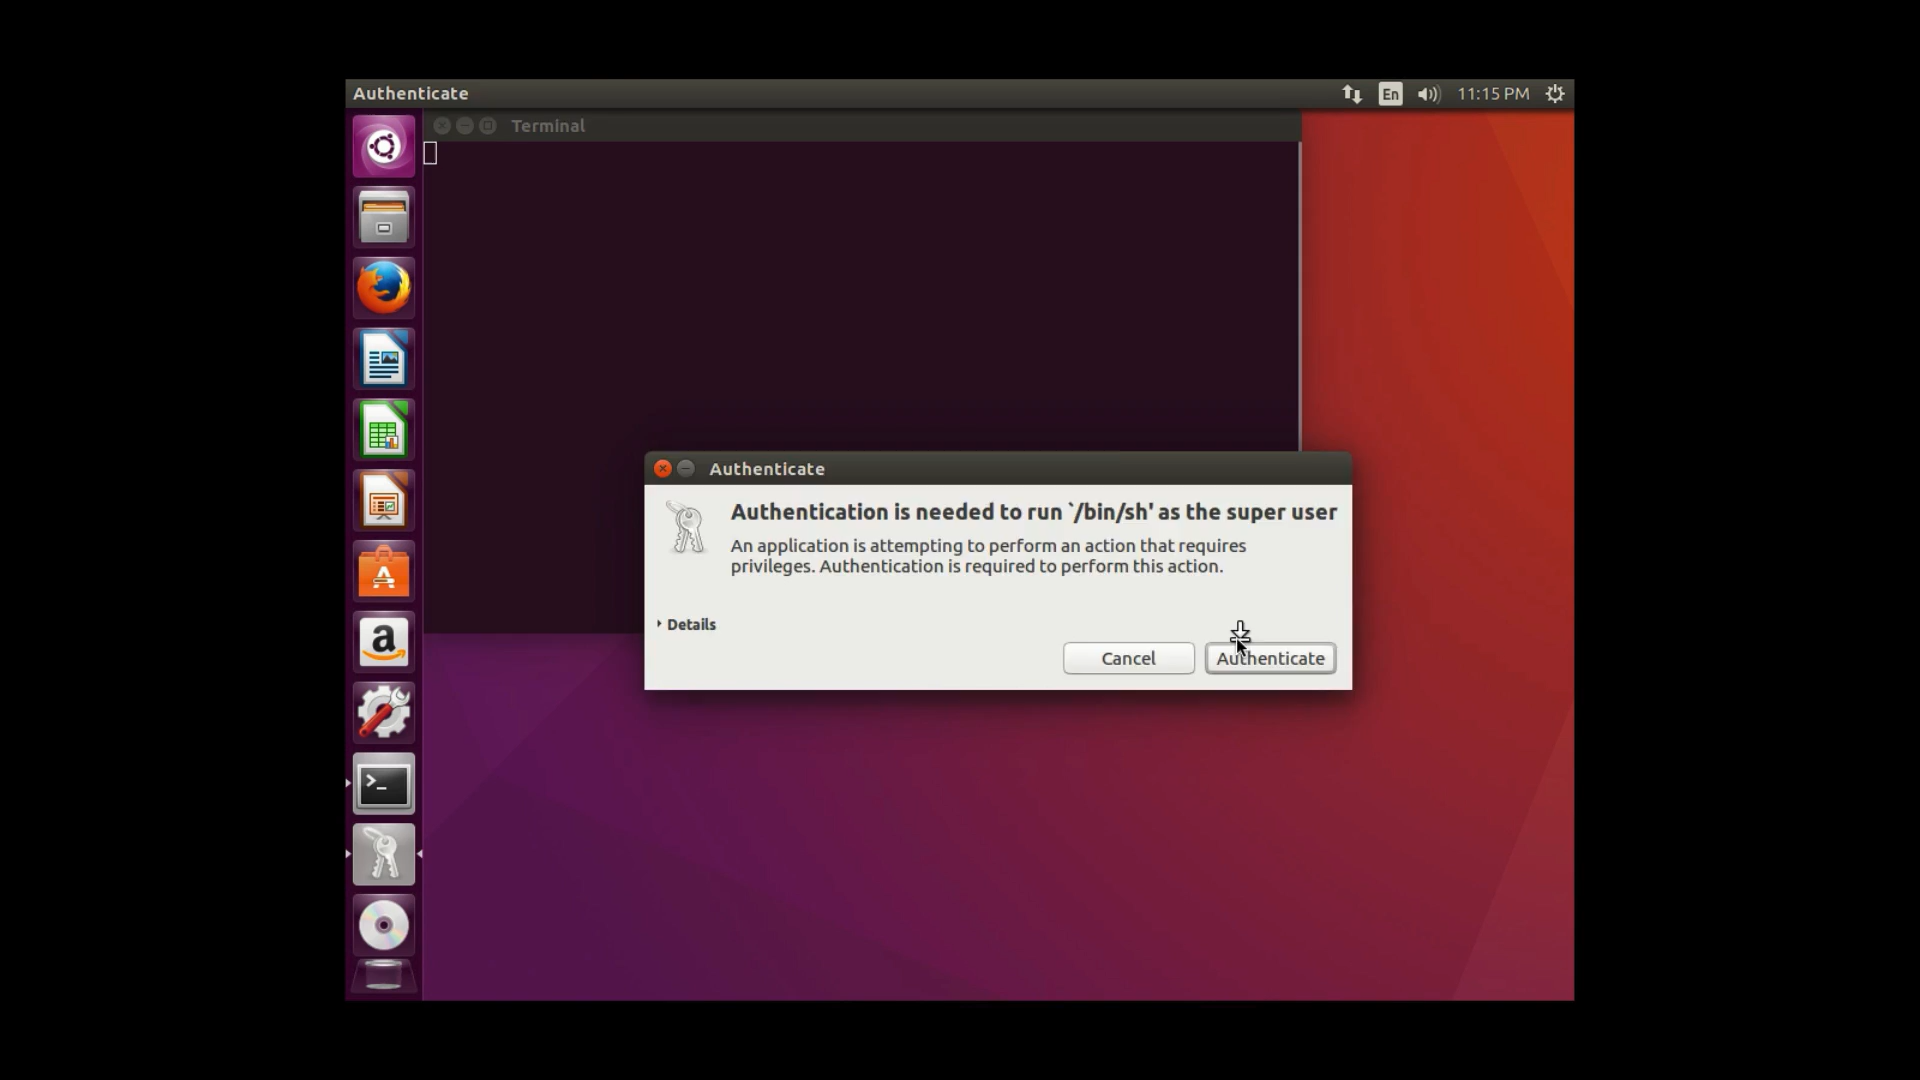 Authenticate
En
11:15 PM
Terminal
Authenticate
Authentication is needed to run `/bin/sh' as the super user
An application is attempting to perform an action that requires
privileges. Authentication is required to perform this action.
Details
Cancel
Authenticate